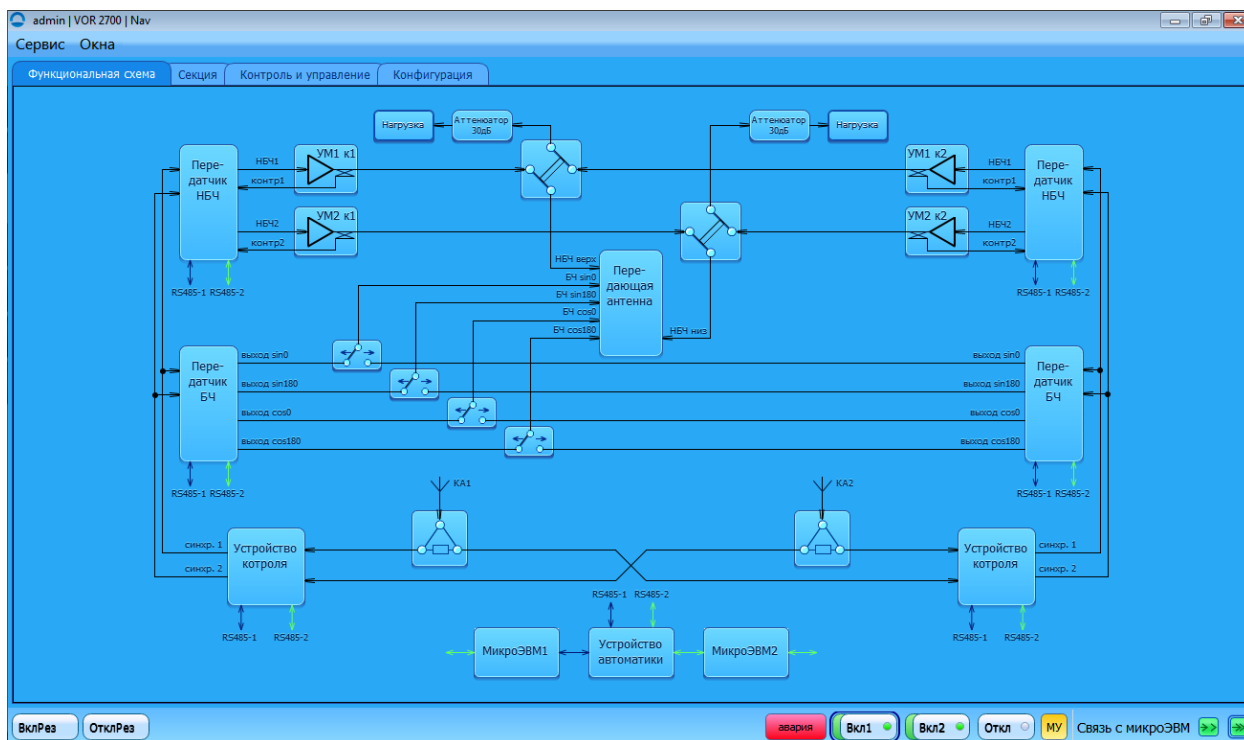 admin | VOR 2700 | Nav
Сервис Окна
Функциональная схема Секция Контроль и управление Конфигурация
Нагрузка
Аттенюатор
30дБ
Аттенюатор
30дБ
Нагрузка
Пере-
датчик
НБЧ
НБЧ1
контр1
УМ1 к1
УМ1 к2
НБЧ1
контр1
Пере-
датчик
НБЧ
НБЧ2
контр2
УМ2 к1
УМ2 к2
НБЧ2
контр2
RS485-1 RS485-2
RS485-1 RS485-2
НБЧ верх
БЧ sin0
БЧ sin180
БЧ cos0
БЧ cos180
Пере-
дающая
антенна
НБЧ низ
Пере-
датчик
БЧ
выход sin0
выход sin180
выход cos0
выход cos180
выход sin0
выход sin180
выход cos0
выход cos180
Пере-
датчик
БЧ
RS485-1 RS485-2
RS485-1 RS485-2
КА1
КА2
синхр. 1
синхр. 2
Устройство
котроля
Устройство
котроля
синхр. 1
синхр. 2
RS485-1 RS485-2
RS485-1 RS485-2
RS485-1 RS485-2
МикроЭВМ1
Устройство
автоматики
МикроЭВМ2
ВклРез ОтклРез авария Вкл1 Вкл2 Откл МУ Связь с микроЭВМ >> >>